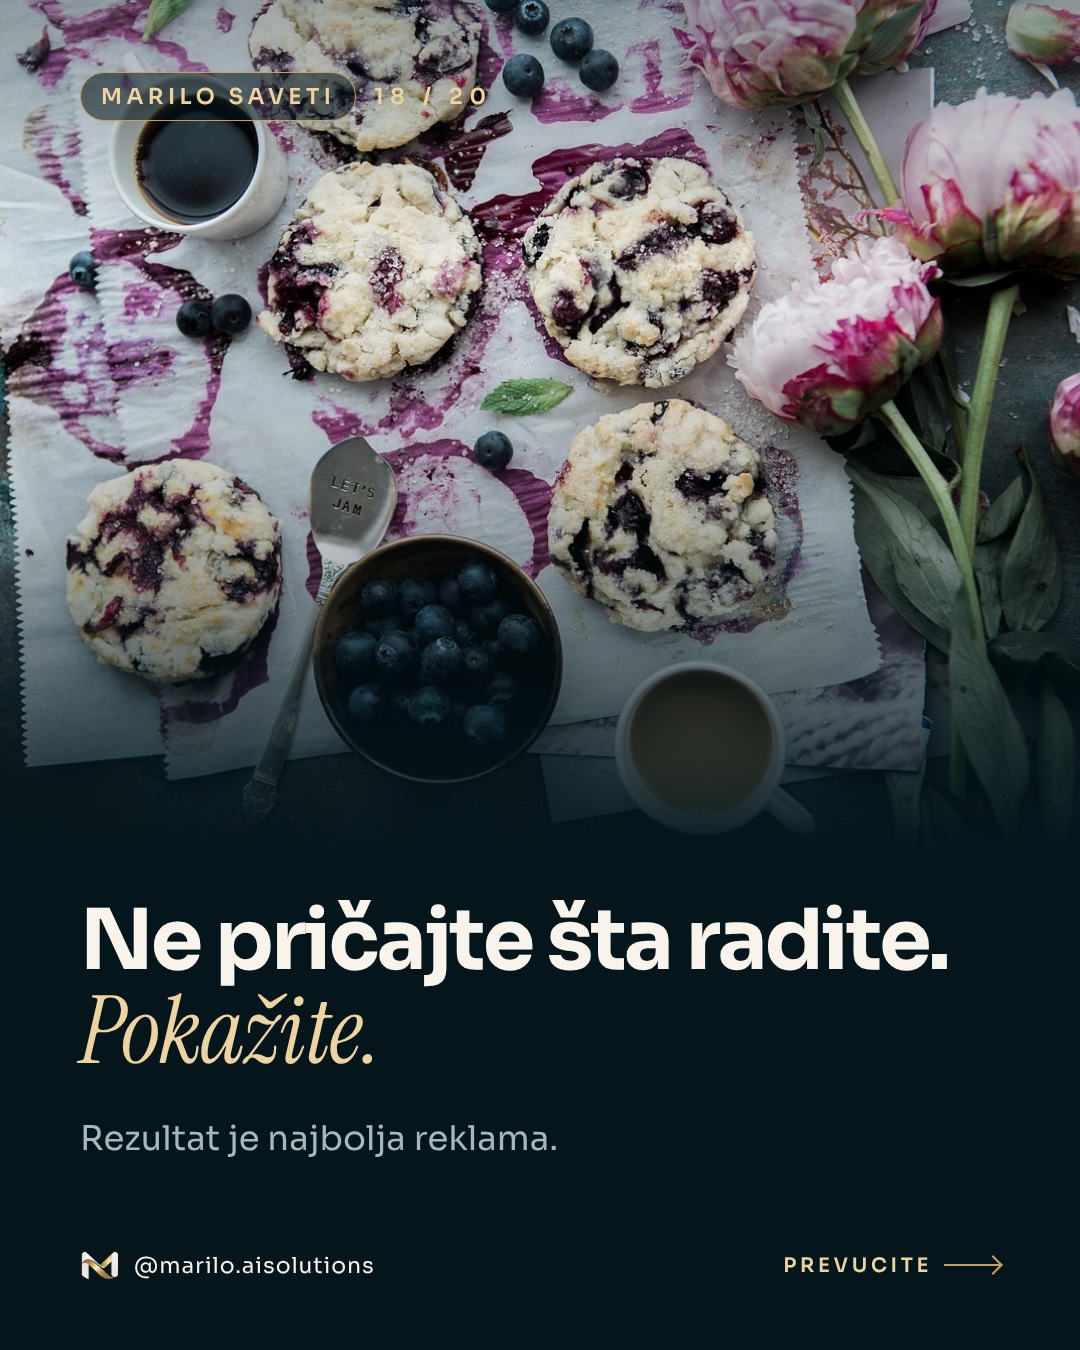 MARILO SAVETI 18 / 20
LET'S
JAM
Ne pričajte šta radite.
Pokažite.
Rezultat je najbolja reklama.
@marilo.aisolutions
PREVUCITE